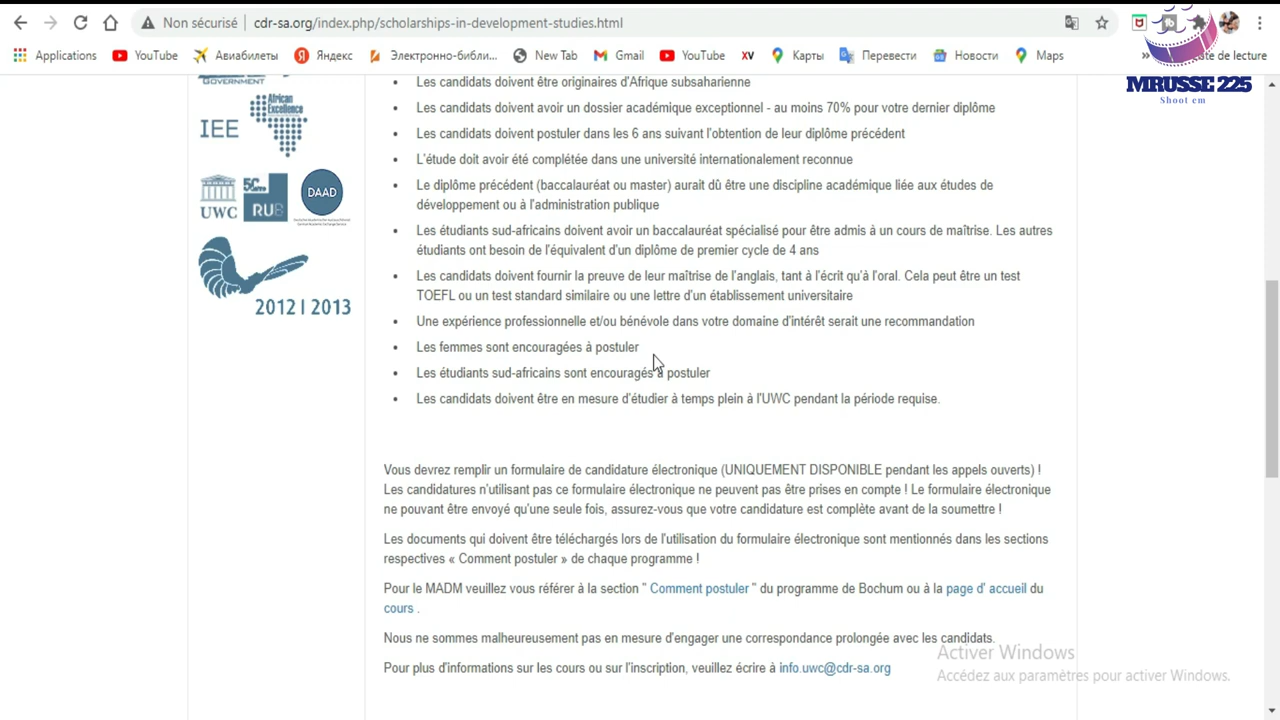 Non sécurisé
cdr-sa.org/index.php/scholarships-in-development-studies.html
Applications
YouTube
Авиабилеты
Яндекс
Электронно-библи...
New Tab
Gmail
YouTube
XV
Карты
Перевести
Новости
Maps
»
te de lecture
MRUSSE 225
Shoot em
GOVERNMENT
IEE
African
Excellence
UWC
RUB
DAAD
2012 | 2013
• Les candidats doivent être originaires d'Afrique subsaharienne
• Les candidats doivent avoir un dossier académique exceptionnel - au moins 70% pour votre dernier diplôme
• Les candidats doivent postuler dans les 6 ans suivant l'obtention de leur diplôme précédent
• L'étude doit avoir été complétée dans une université internationalement reconnue
• Le diplôme précédent (baccalauréat ou master) aurait dû être une discipline académique liée aux études de
développement ou à l'administration publique
• Les étudiants sud-africains doivent avoir un baccalauréat spécialisé pour être admis à un cours de maîtrise. Les autres
étudiants ont besoin de l'équivalent d'un diplôme de premier cycle de 4 ans
• Les candidats doivent fournir la preuve de leur maîtrise de l'anglais, tant à l'écrit qu'à l'oral. Cela peut être un test
TOEFL ou un test standard similaire ou une lettre d'un établissement universitaire
• Une expérience professionnelle et/ou bénévole dans votre domaine d'intérêt serait une recommandation
• Les femmes sont encouragées à postuler
• Les étudiants sud-africains sont encouragés à postuler
• Les candidats doivent être en mesure d'étudier à temps plein à l'UWC pendant la période requise.
Vous devrez remplir un formulaire de candidature électronique (UNIQUEMENT DISPONIBLE pendant les appels ouverts) !
Les candidatures n'utilisant pas ce formulaire électronique ne peuvent pas être prises en compte ! Le formulaire électronique
ne pouvant être envoyé qu'une seule fois, assurez-vous que votre candidature est complète avant de la soumettre !
Les documents qui doivent être téléchargés lors de l'utilisation du formulaire électronique sont mentionnés dans les sections
respectives « Comment postuler » de chaque programme !
Pour le MADM veuillez vous référer à la section " Comment postuler " du programme de Bochum ou à la page d' accueil du
cours .
Nous ne sommes malheureusement pas en mesure d'engager une correspondance prolongée avec les candidats.
Pour plus d'informations sur les cours ou sur l'inscription, veuillez écrire à info.uwc@cdr-sa.org
Activer Windows
Accédez aux paramètres pour activer Windows.